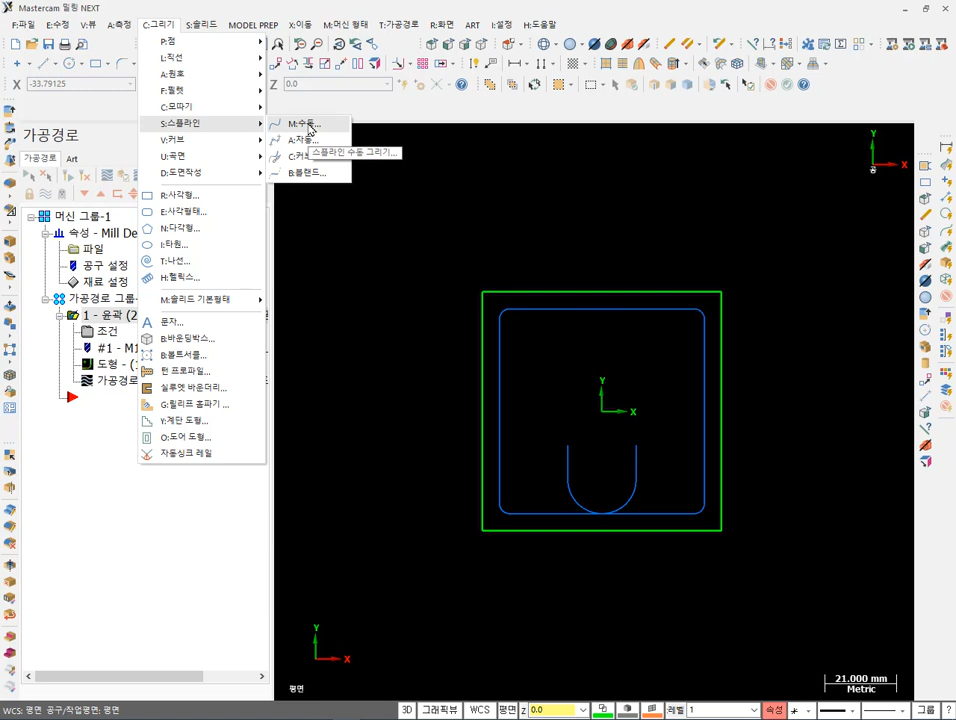 Mastercam 밀링 NEXT
F:파일 E:수정 V:뷰 A:측정 C:그리기 S:솔리드 MODEL PREP X:이동 M:머신 형태 T:가공경로 R:화면 ART I:설정 H:도움말
X -33.79125 Z 0.0
P:점
L:직선
A:원호
F:필렛
C:모따기
S:스플라인
V:커브
U:곡면
D:도면작성
R:사각형...
E:사각형태...
N:다각형...
I:타원...
T:나선...
H:헬릭스...
M:솔리드 기본형태
문자...
B:바운딩박스...
B:볼트서클...
턴 프로파일...
실루엣 바운더리...
G:릴리프 홈파기 ...
Y:계단 도형...
O:도어 도형...
자동싱크 레일
M:수동...
A:자동...
스플라인 수동 그리기...
B:블랜드...
가공경로
가공경로 Art
머신 그룹-1
속성 - Mill De
파일
공구 설정
재료 설정
가공경로 그룹-
1 - 윤곽 (2
조건
#1 - M1
도형 - (1
가공경로
Y
X
공
Y
X
Y
X
평면
21.000 mm
Metric
WCS: 평면 공구/작업평면: 평면
3D 그래픽뷰 WCS 평면 Z 0.0 레벨 1 속성 그룹 ?